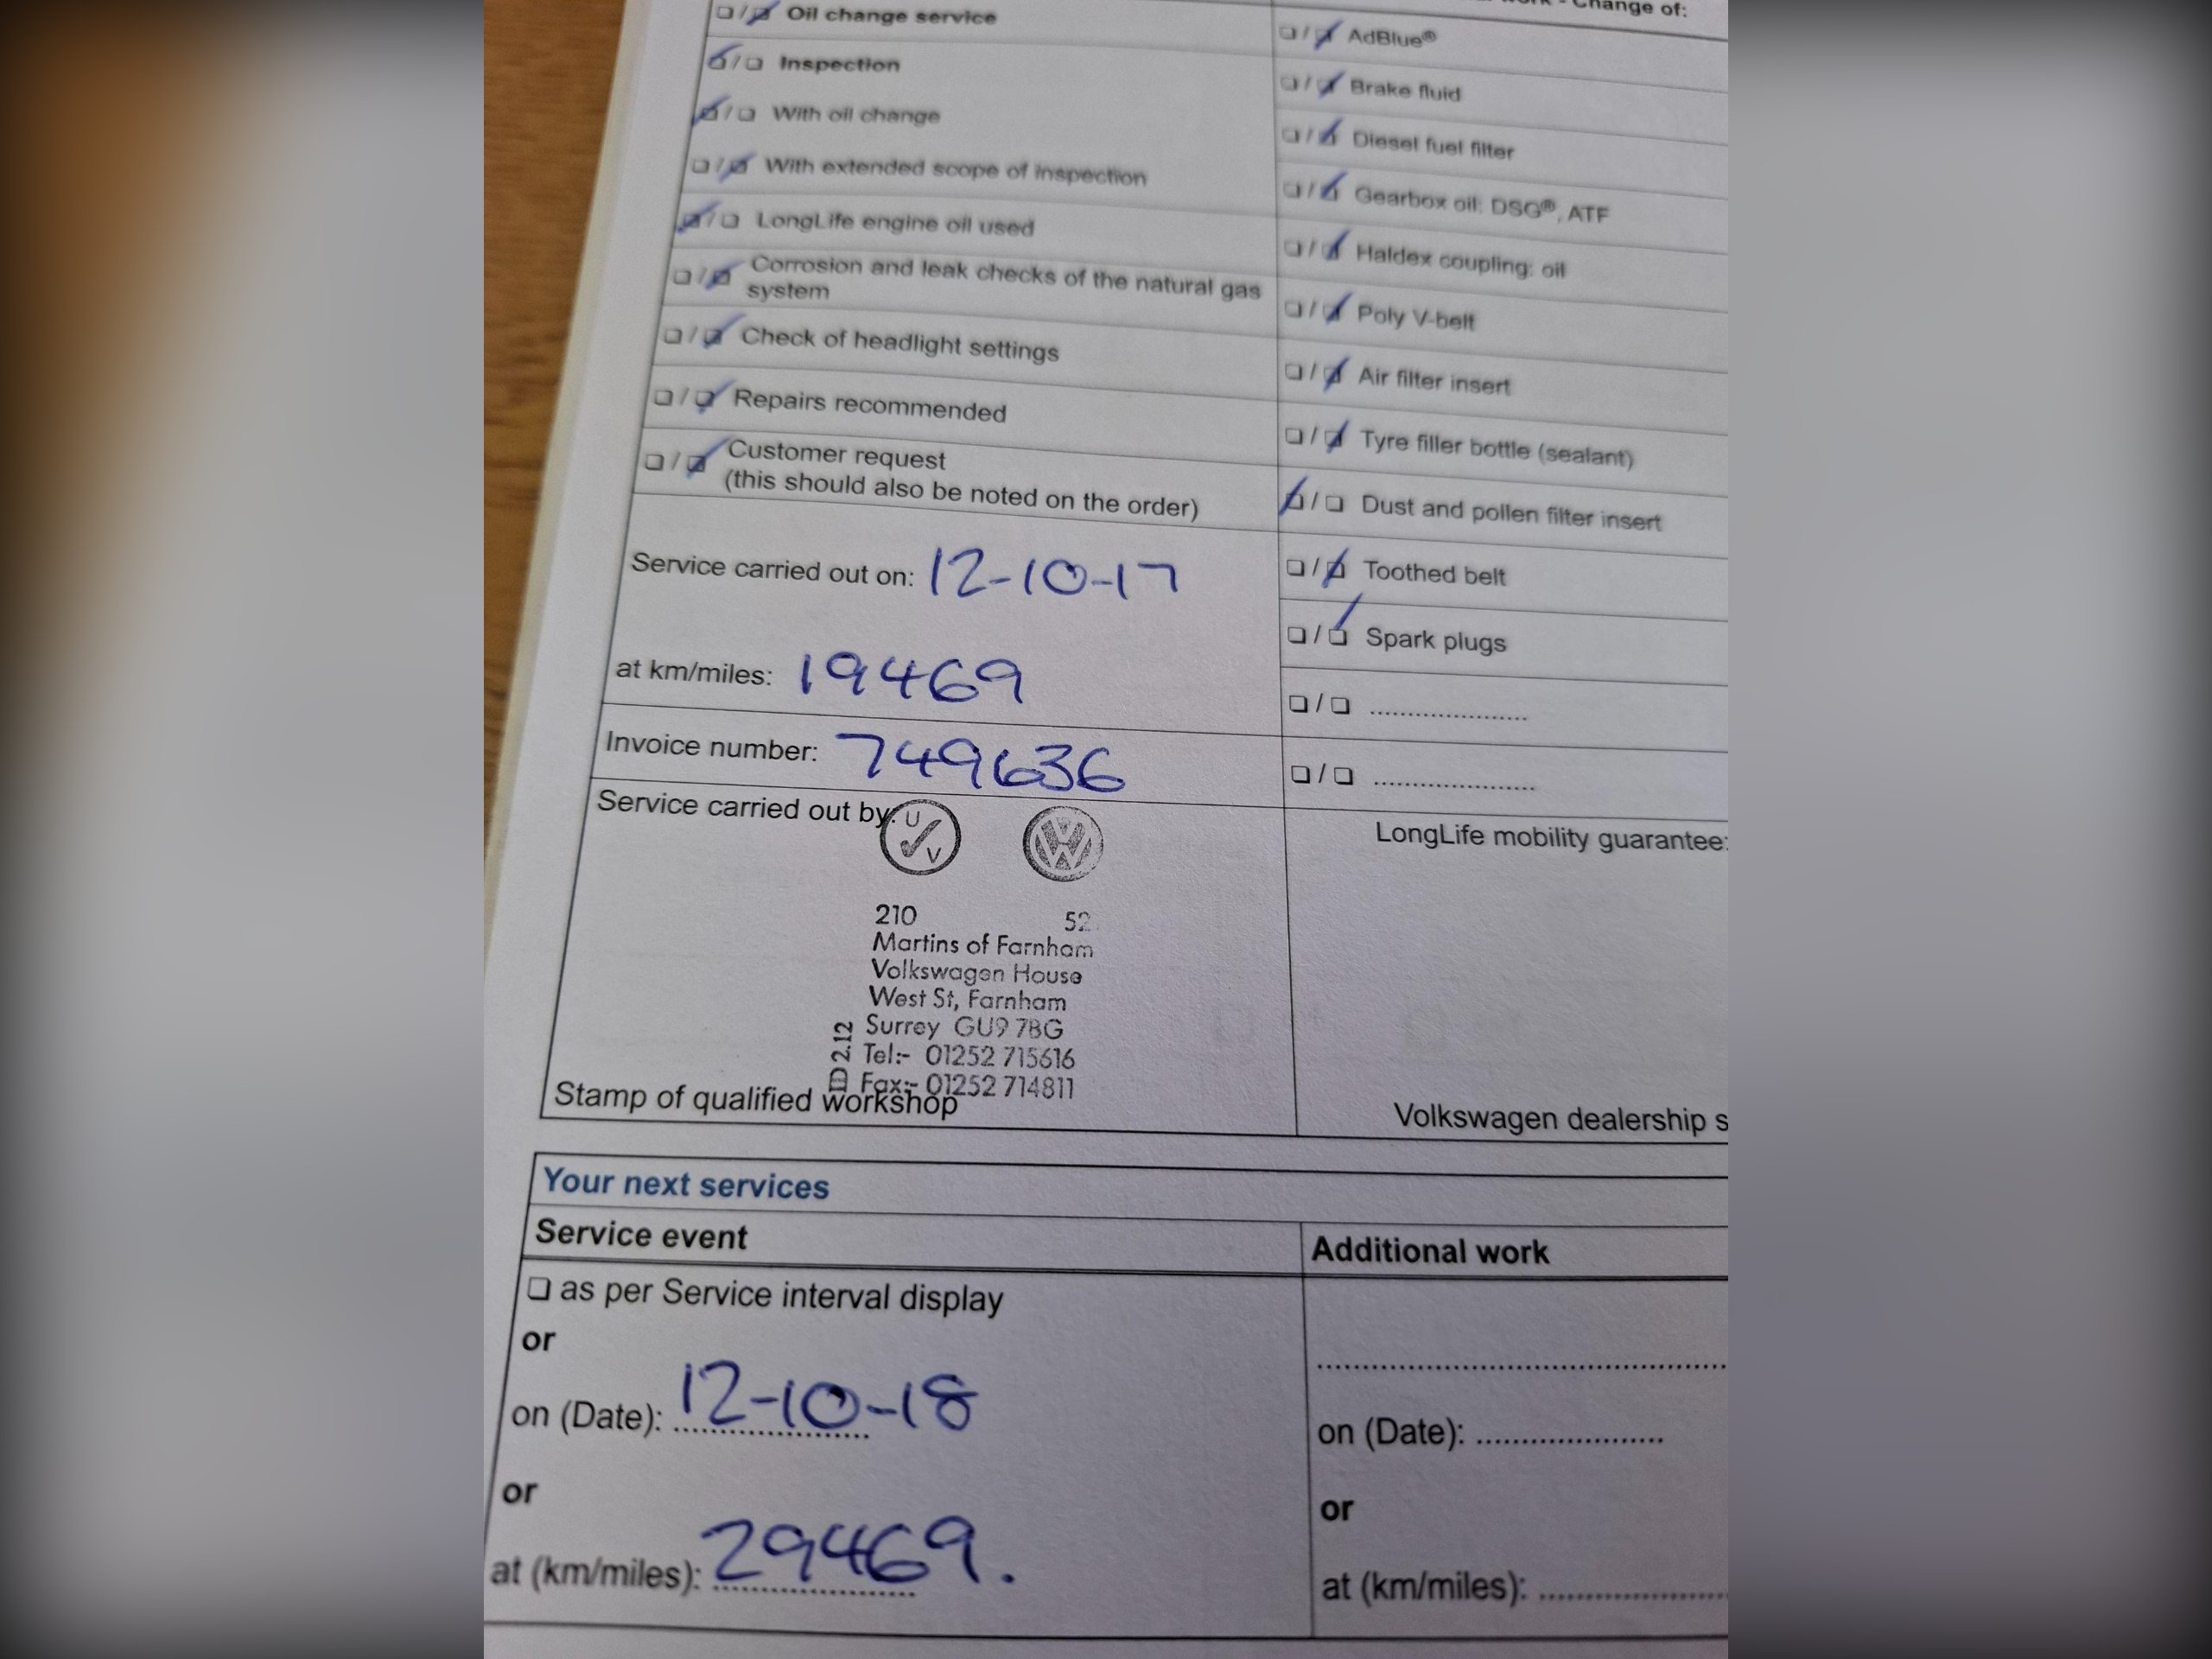 Change of:
❏/☑ Oil change service
☑/❏ Inspection
☑/❏ With oil change
❏/☑ With extended scope of inspection
☑/❏ LongLife engine oil used
❏/☑ Corrosion and leak checks of the natural gas
system
❏/☑ Check of headlight settings
❏/☑ Repairs recommended
❏/☑ Customer request
(this should also be noted on the order)
Service carried out on: 12-10-17
at km/miles: 19469
Invoice number: 749636
Service carried out by:
U
V
VW
210 52
Martins of Farnham
Volkswagen House
West St, Farnham
Surrey GU9 7BG
Tel:- 01252 715616
Fax:- 01252 714811
ID 2.12
Stamp of qualified workshop
❏/☑ AdBlue®
❏/☑ Brake fluid
❏/☑ Diesel fuel filter
❏/☑ Gearbox oil: DSG®, ATF
❏/☑ Haldex coupling: oil
❏/☑ Poly V-belt
❏/☑ Air filter insert
❏/☑ Tyre filler bottle (sealant)
☑/❏ Dust and pollen filter insert
❏/☑ Toothed belt
❏/☑ Spark plugs
❏/❏ ......................
❏/❏ ......................
LongLife mobility guarantee:
Volkswagen dealership s
Your next services
Service event
❏ as per Service interval display
or
on (Date): 12-10-18
or
at (km/miles): 29469.
Additional work
on (Date): ......................
or
at (km/miles): ......................